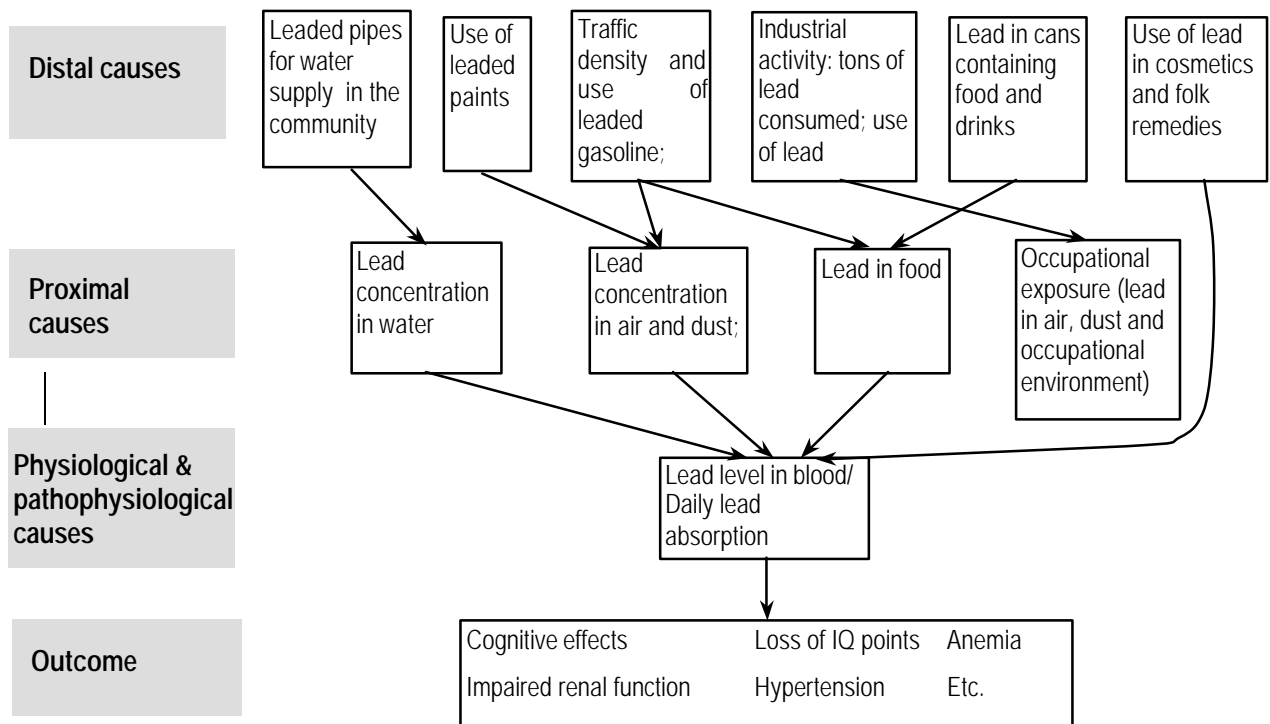 Distal causes
Leaded pipes
for water
supply in the
community
Use of
leaded
paints
Traffic
density and
use of
leaded
gasoline;
Industrial
activity: tons of
lead
consumed; use
of lead
Lead in cans
containing
food and
drinks
Use of lead
in cosmetics
and folk
remedies
Proximal
causes
Lead
concentration
in water
Lead
concentration
in air and dust;
Lead in food
Occupational
exposure (lead
in air, dust and
occupational
environment)
Physiological &
pathophysiological
causes
Lead level in blood/
Daily lead
absorption
Outcome
Cognitive effects Loss of IQ points Anemia
Impaired renal function Hypertension Etc.